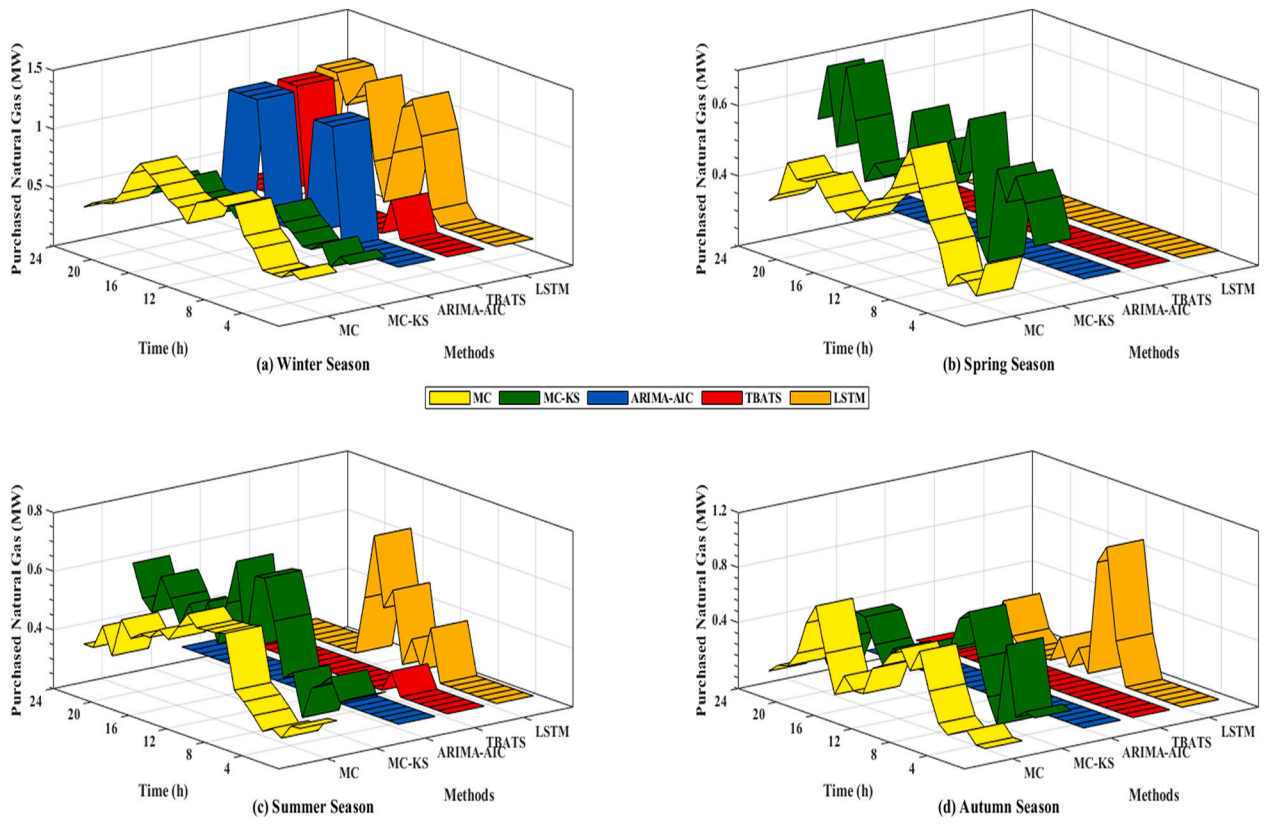 Purchased Natural Gas (MW)
1.5
1
0.5
24
20
16
12
8
4
Time (h)
MC
MC-KS
ARIMA-AIC
TBATS
LSTM
Methods
(a) Winter Season
Purchased Natural Gas (MW)
0.6
0.4
24
20
16
12
8
4
Time (h)
MC
MC-KS
ARIMA-AIC
TBATS
LSTM
Methods
(b) Spring Season
MC MC-KS ARIMA-AIC TBATS LSTM
Purchased Natural Gas (MW)
0.8
0.6
0.4
24
20
16
12
8
4
Time (h)
MC
MC-KS
ARIMA-AIC
TBATS
LSTM
Methods
(c) Summer Season
Purchased Natural Gas (MW)
1.2
0.8
0.4
24
20
16
12
8
4
Time (h)
MC
MC-KS
ARIMA-AIC
TBATS
LSTM
Methods
(d) Autumn Season